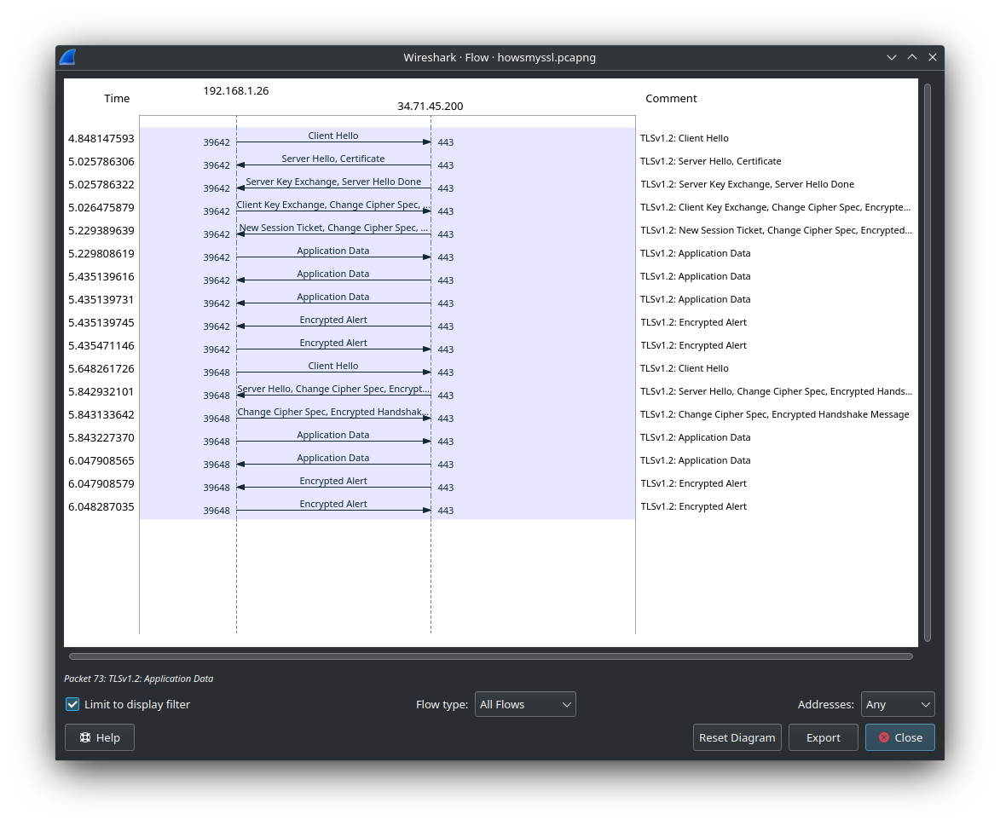 Wireshark · Flow · howsmyssl.pcapng
Time 192.168.1.26 34.71.45.200 Comment
4.848147593 39642 Client Hello 443 TLSv1.2: Client Hello
5.025786306 39642 Server Hello, Certificate 443 TLSv1.2: Server Hello, Certificate
5.025786322 39642 Server Key Exchange, Server Hello Done 443 TLSv1.2: Server Key Exchange, Server Hello Done
5.026475879 39642 Client Key Exchange, Change Cipher Spec, ... 443 TLSv1.2: Client Key Exchange, Change Cipher Spec, Encrypte...
5.229389639 39642 New Session Ticket, Change Cipher Spec, ... 443 TLSv1.2: New Session Ticket, Change Cipher Spec, Encrypted...
5.229808619 39642 Application Data 443 TLSv1.2: Application Data
5.435139616 39642 Application Data 443 TLSv1.2: Application Data
5.435139731 39642 Application Data 443 TLSv1.2: Application Data
5.435139745 39642 Encrypted Alert 443 TLSv1.2: Encrypted Alert
5.435471146 39642 Encrypted Alert 443 TLSv1.2: Encrypted Alert
5.648261726 39648 Client Hello 443 TLSv1.2: Client Hello
5.842932101 39648 Server Hello, Change Cipher Spec, Encrypt... 443 TLSv1.2: Server Hello, Change Cipher Spec, Encrypted Hands...
5.843133642 39648 Change Cipher Spec, Encrypted Handshak... 443 TLSv1.2: Change Cipher Spec, Encrypted Handshake Message
5.843227370 39648 Application Data 443 TLSv1.2: Application Data
6.047908565 39648 Application Data 443 TLSv1.2: Application Data
6.047908579 39648 Encrypted Alert 443 TLSv1.2: Encrypted Alert
6.048287035 39648 Encrypted Alert 443 TLSv1.2: Encrypted Alert
Packet 73: TLSv1.2: Application Data
Limit to display filter Flow type: All Flows Addresses: Any
Help Reset Diagram Export Close